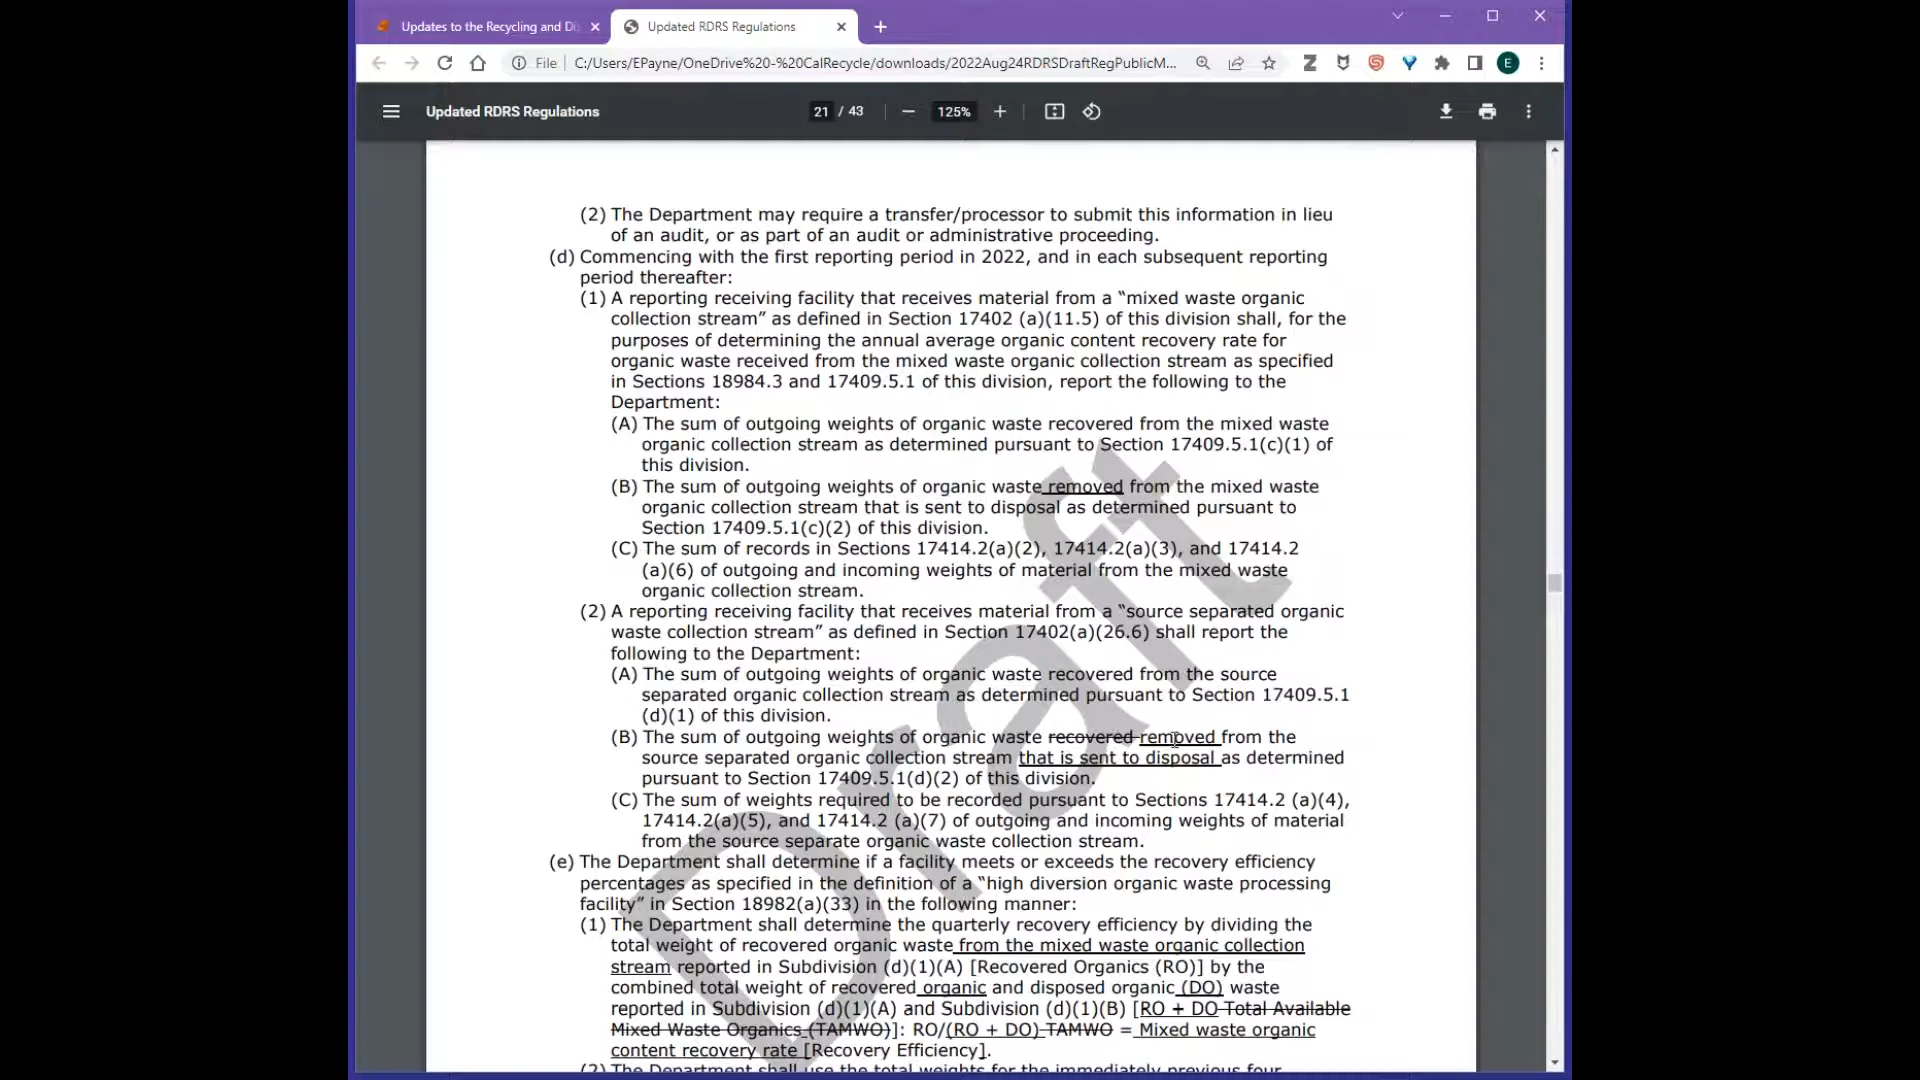 Updates to the Recycling and Di
Updated RDRS Regulations
File
C:/Users/EPayne/OneDrive%20-%20CalRecycle/downloads/2022Aug24RDRSDraftRegPublicM...
E
Updated RDRS Regulations
21 / 43
125%
(2) The Department may require a transfer/processor to submit this information in lieu
of an audit, or as part of an audit or administrative proceeding.
(d) Commencing with the first reporting period in 2022, and in each subsequent reporting
period thereafter:
(1) A reporting receiving facility that receives material from a “mixed waste organic
collection stream” as defined in Section 17402 (a)(11.5) of this division shall, for the
purposes of determining the annual average organic content recovery rate for
organic waste received from the mixed waste organic collection stream as specified
in Sections 18984.3 and 17409.5.1 of this division, report the following to the
Department:
(A) The sum of outgoing weights of organic waste recovered from the mixed waste
organic collection stream as determined pursuant to Section 17409.5.1(c)(1) of
this division.
(B) The sum of outgoing weights of organic waste removed from the mixed waste
organic collection stream that is sent to disposal as determined pursuant to
Section 17409.5.1(c)(2) of this division.
(C) The sum of records in Sections 17414.2(a)(2), 17414.2(a)(3), and 17414.2
(a)(6) of outgoing and incoming weights of material from the mixed waste
organic collection stream.
(2) A reporting receiving facility that receives material from a “source separated organic
waste collection stream” as defined in Section 17402(a)(26.6) shall report the
following to the Department:
(A) The sum of outgoing weights of organic waste recovered from the source
separated organic collection stream as determined pursuant to Section 17409.5.1
(d)(1) of this division.
(B) The sum of outgoing weights of organic waste recovered removed from the
source separated organic collection stream that is sent to disposal as determined
pursuant to Section 17409.5.1(d)(2) of this division.
(C) The sum of weights required to be recorded pursuant to Sections 17414.2 (a)(4),
17414.2(a)(5), and 17414.2 (a)(7) of outgoing and incoming weights of material
from the source separate organic waste collection stream.
(e) The Department shall determine if a facility meets or exceeds the recovery efficiency
percentages as specified in the definition of a “high diversion organic waste processing
facility” in Section 18982(a)(33) in the following manner:
(1) The Department shall determine the quarterly recovery efficiency by dividing the
total weight of recovered organic waste from the mixed waste organic collection
stream reported in Subdivision (d)(1)(A) [Recovered Organics (RO)] by the
combined total weight of recovered organic and disposed organic (DO) waste
reported in Subdivision (d)(1)(A) and Subdivision (d)(1)(B) [RO + DO Total Available
Mixed Waste Organics (TAMWO)]: RO/(RO + DO) TAMWO = Mixed waste organic
content recovery rate [Recovery Efficiency].
(2) The Department shall use the total weights for the immediately previous four
Draft